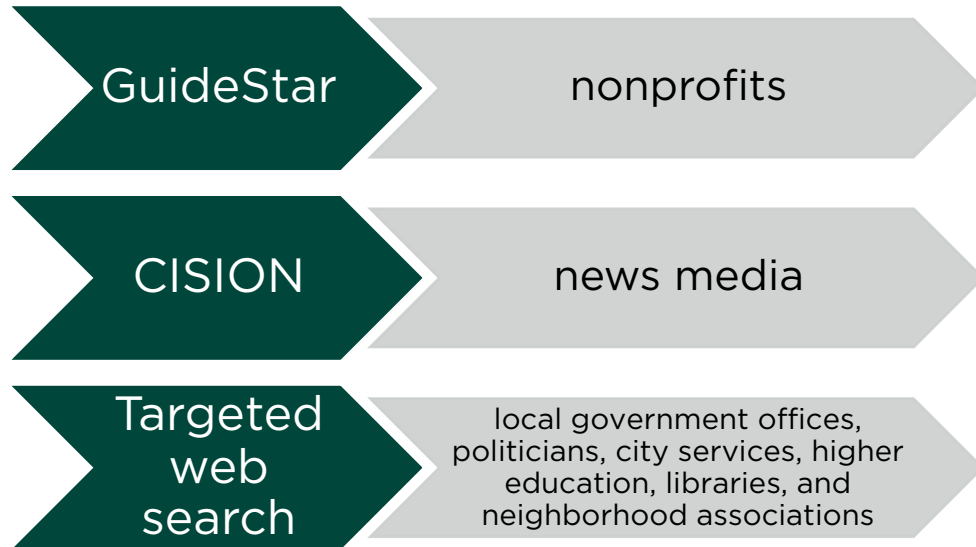 GuideStar
nonprofits
CISION
news media
Targeted
web
search
local government offices,
politicians, city services, higher
education, libraries, and
neighborhood associations